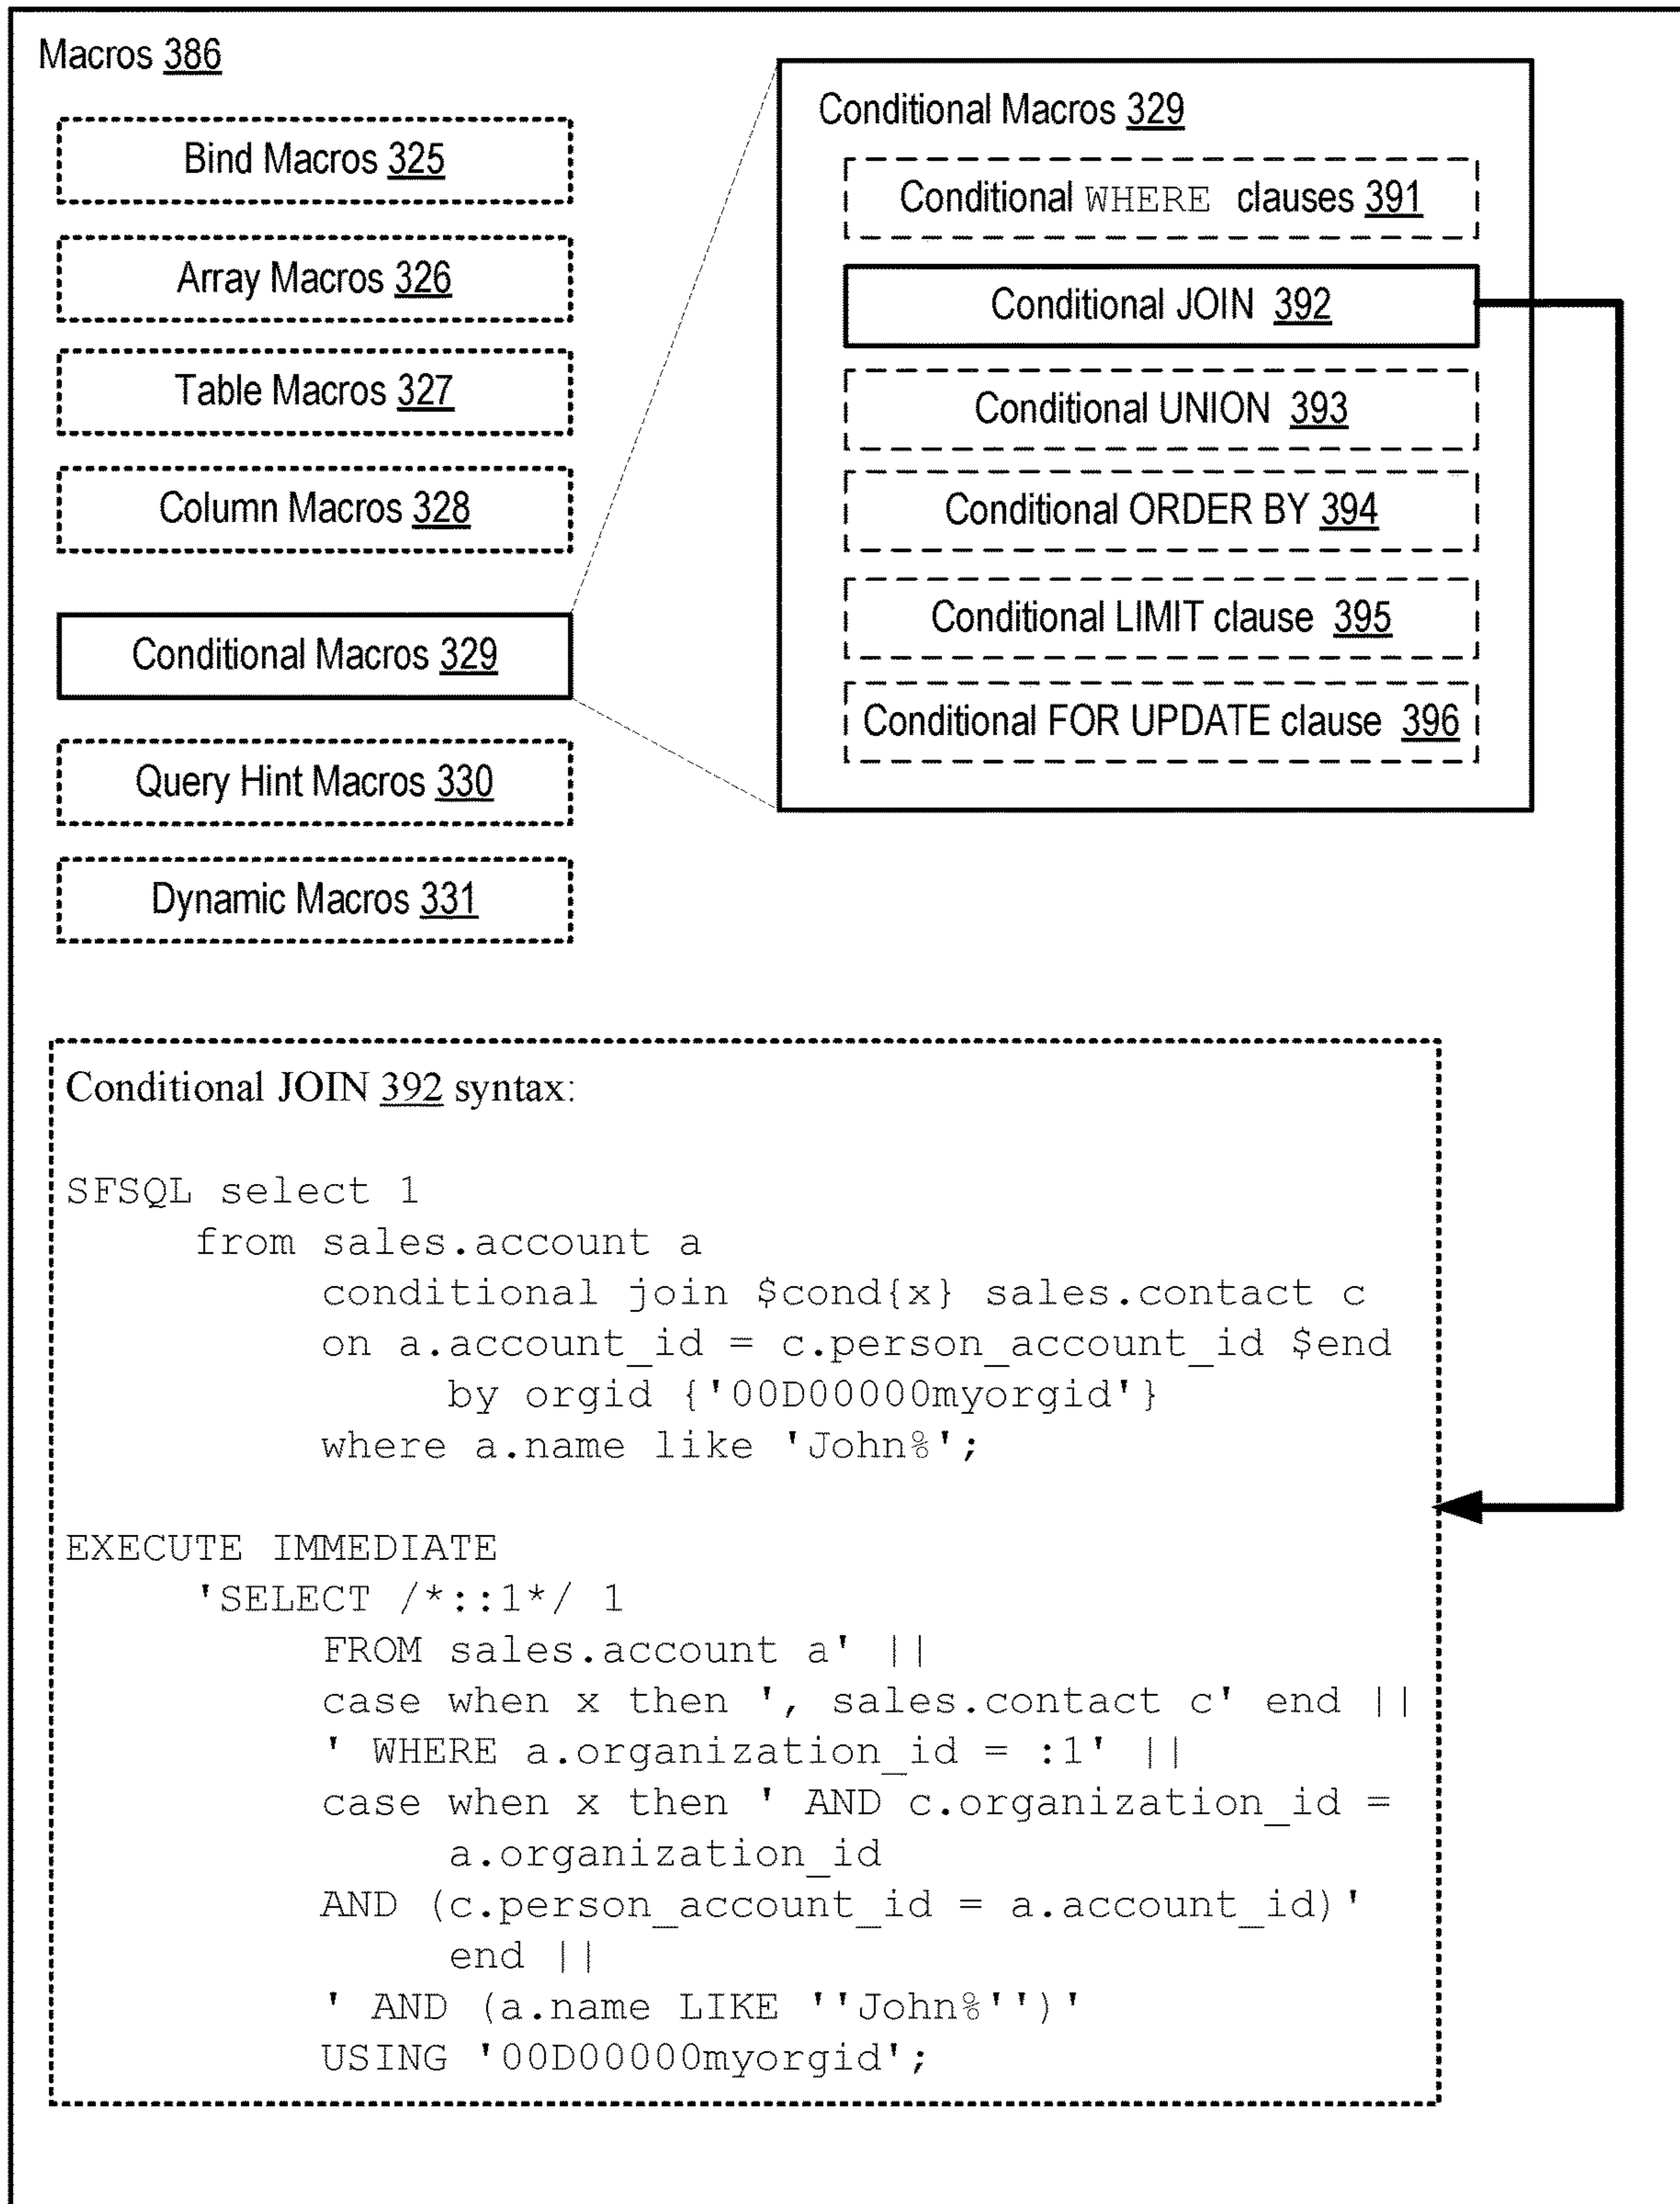 Macros 386
Bind Macros 325
Array Macros 326
Table Macros 327
Column Macros 328
Conditional Macros 329
Query Hint Macros 330
Dynamic Macros 331
Conditional Macros 329
Conditional WHERE clauses 391
Conditional JOIN 392
Conditional UNION 393
Conditional ORDER BY 394
Conditional LIMIT clause 395
Conditional FOR UPDATE clause 396
Conditional JOIN 392 syntax:
SFSQL select 1
from sales.account a
conditional join $cond{x} sales.contact c
on a.account_id = c.person_account_id $end
by orgid {'00D00000myorgid'}
where a.name like 'John%';
EXECUTE IMMEDIATE
'SELECT /*::1*/ 1
FROM sales.account a' ||
case when x then ', sales.contact c' end ||
' WHERE a.organization_id = :1' ||
case when x then ' AND c.organization_id =
a.organization_id
AND (c.person_account_id = a.account_id)'
end ||
' AND (a.name LIKE ''John%'')'
USING '00D00000myorgid';